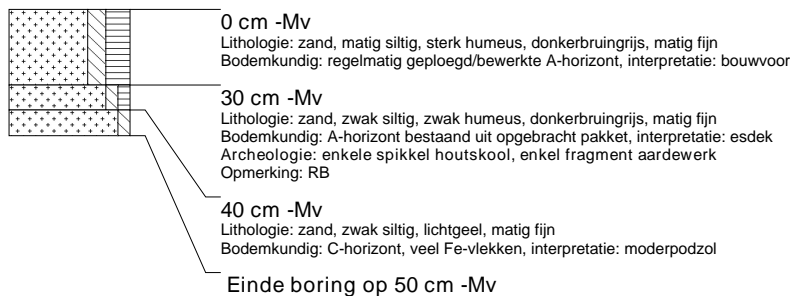 0 cm -Mv
Lithologie: zand, matig siltig, sterk humeus, donkerbruingrijs, matig fijn
Bodemkundig: regelmatig geploegd/bewerkte A-horizont, interpretatie: bouwvoor
30 cm -Mv
Lithologie: zand, zwak siltig, zwak humeus, donkerbruingrijs, matig fijn
Bodemkundig: A-horizont bestaand uit opgebracht pakket, interpretatie: esdek
Archeologie: enkele spikkel houtskool, enkel fragment aardewerk
Opmerking: RB
40 cm -Mv
Lithologie: zand, zwak siltig, lichtgeel, matig fijn
Bodemkundig: C-horizont, veel Fe-vlekken, interpretatie: moderpodzol
Einde boring op 50 cm -Mv